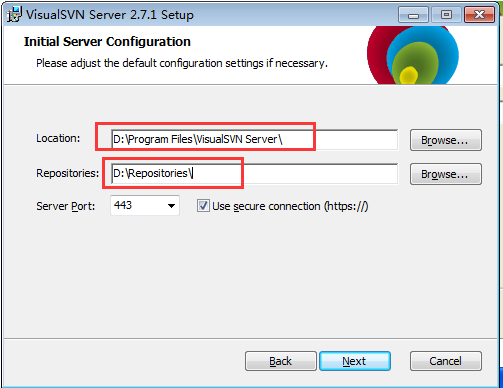 VisualSVN Server 2.7.1 Setup
Initial Server Configuration
Please adjust the default configuration settings if necessary.
Location: D:\Program Files\VisualSVN Server\ Browse...
Repositories: D:\Repositories\ Browse...
Server Port: 443 Use secure connection (https://)
Back Next Cancel